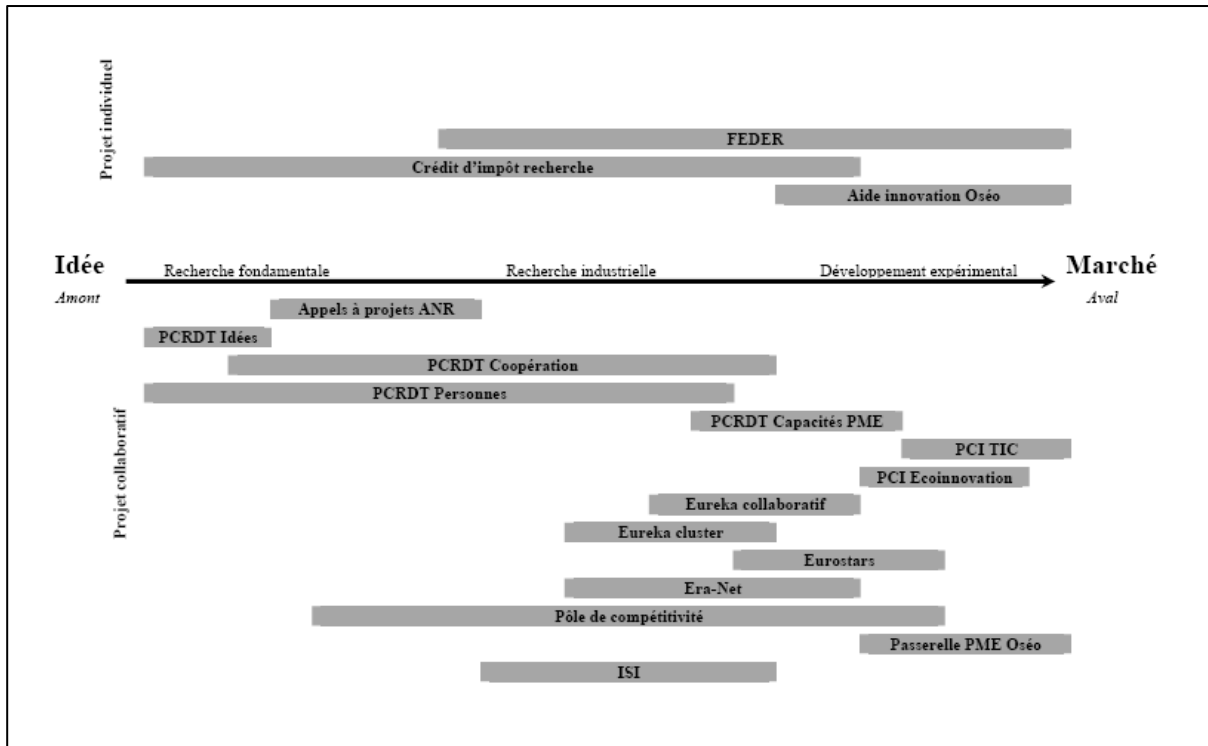 Projet individuel
FEDER
Crédit d'impôt recherche
Aide innovation Oséo
Idée
Recherche fondamentale
Recherche industrielle
Développement expérimental
Marché
Amont
Aval
Appels à projets ANR
PCRDT Idées
PCRDT Coopération
PCRDT Personnes
PCRDT Capacités PME
Projet collaboratif
PCI TIC
PCI Ecoinnovation
Eureka collaboratif
Eureka cluster
Eurostars
Era-Net
Pôle de compétitivité
Passerelle PME Oséo
ISI